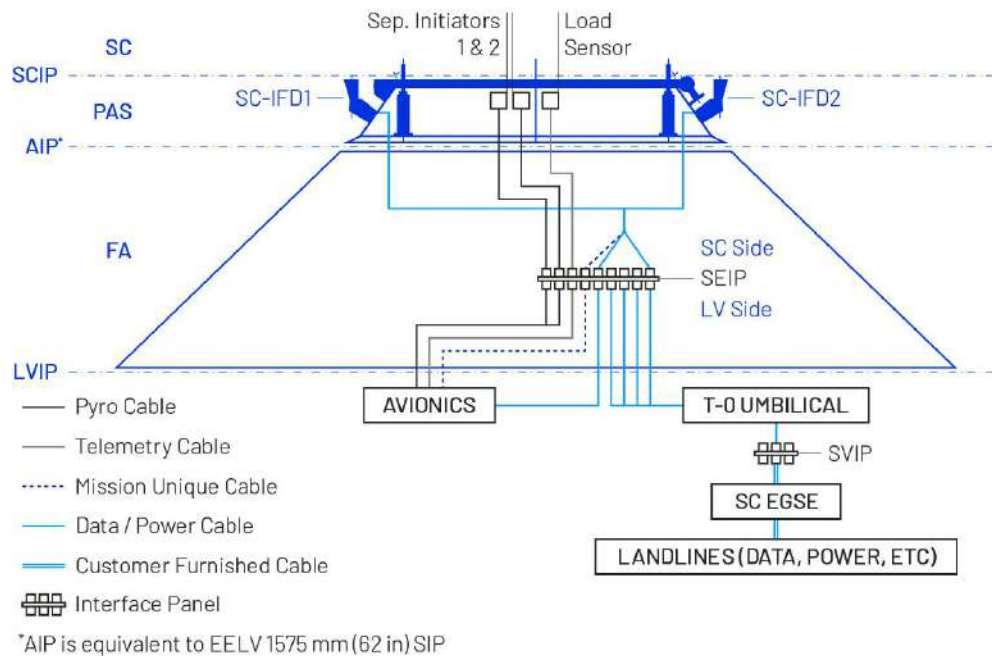 SC
Sep. Initiators
1 & 2
Load
Sensor
SCIP
SC-IFD1
SC-IFD2
PAS
AIP*
FA
SC Side
SEIP
LV Side
LVIP
AVIONICS
T-0 UMBILICAL
SVIP
SC EGSE
LANDLINES (DATA, POWER, ETC)
Pyro Cable
Telemetry Cable
Mission Unique Cable
Data / Power Cable
Customer Furnished Cable
Interface Panel
*AIP is equivalent to EELV 1575 mm (62 in) SIP